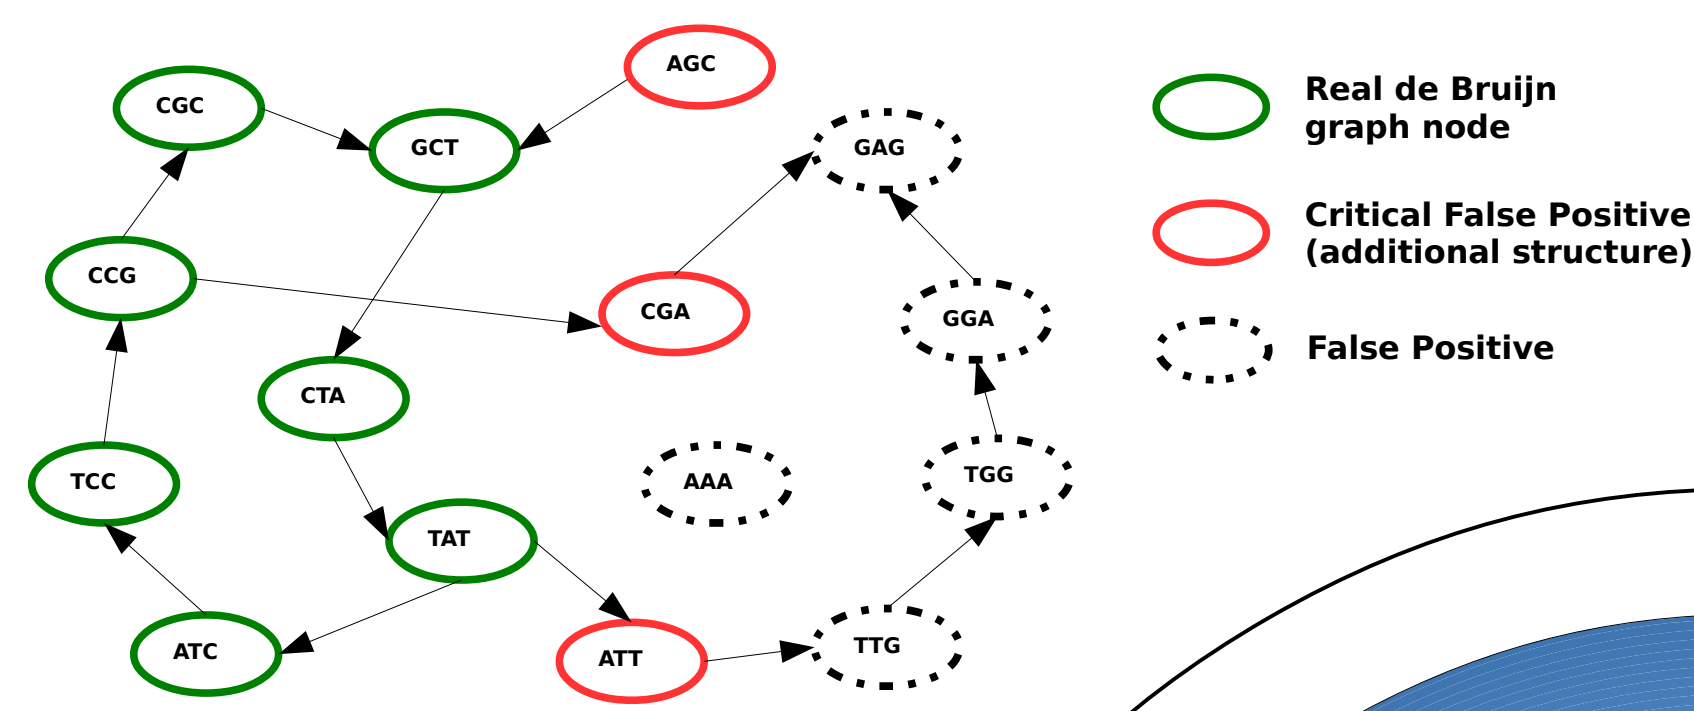 AGC
CGC
GCT
GAG
CCG
CGA
GGA
CTA
TCC
AAA
TGG
TAT
ATC
ATT
TTG
Real de Bruijn
graph node
Critical False Positive
(additional structure)
False Positive